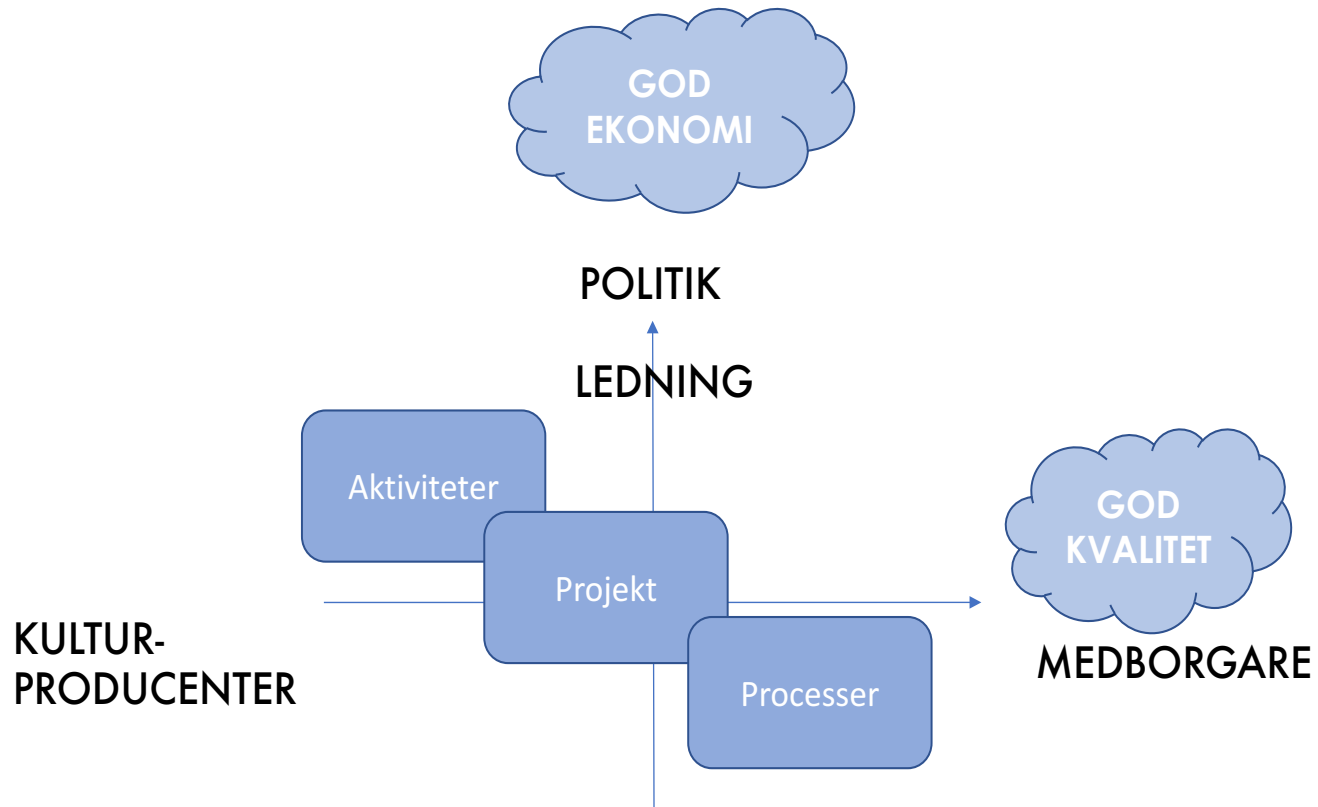 GOD
EKONOMI
POLITIK
LEDNING
Aktiviteter
GOD
KVALITET
Projekt
KULTUR-
PRODUCENTER
MEDBORGARE
Processer